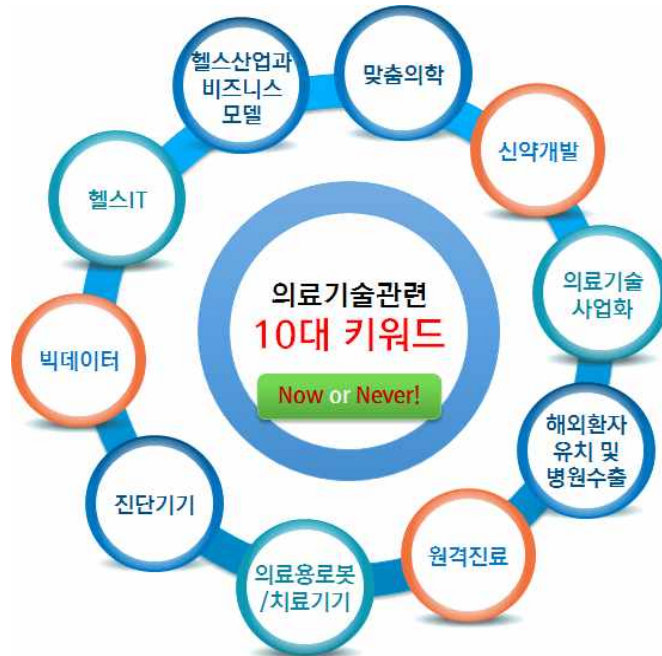 헬스산업과
비즈니스
모델
맞춤의학
신약개발
의료기술
사업화
해외환자
유치 및
병원수출
원격진료
의료용로봇
/치료기기
진단기기
빅데이터
헬스IT
의료기술관련
10대 키워드
Now or Never!